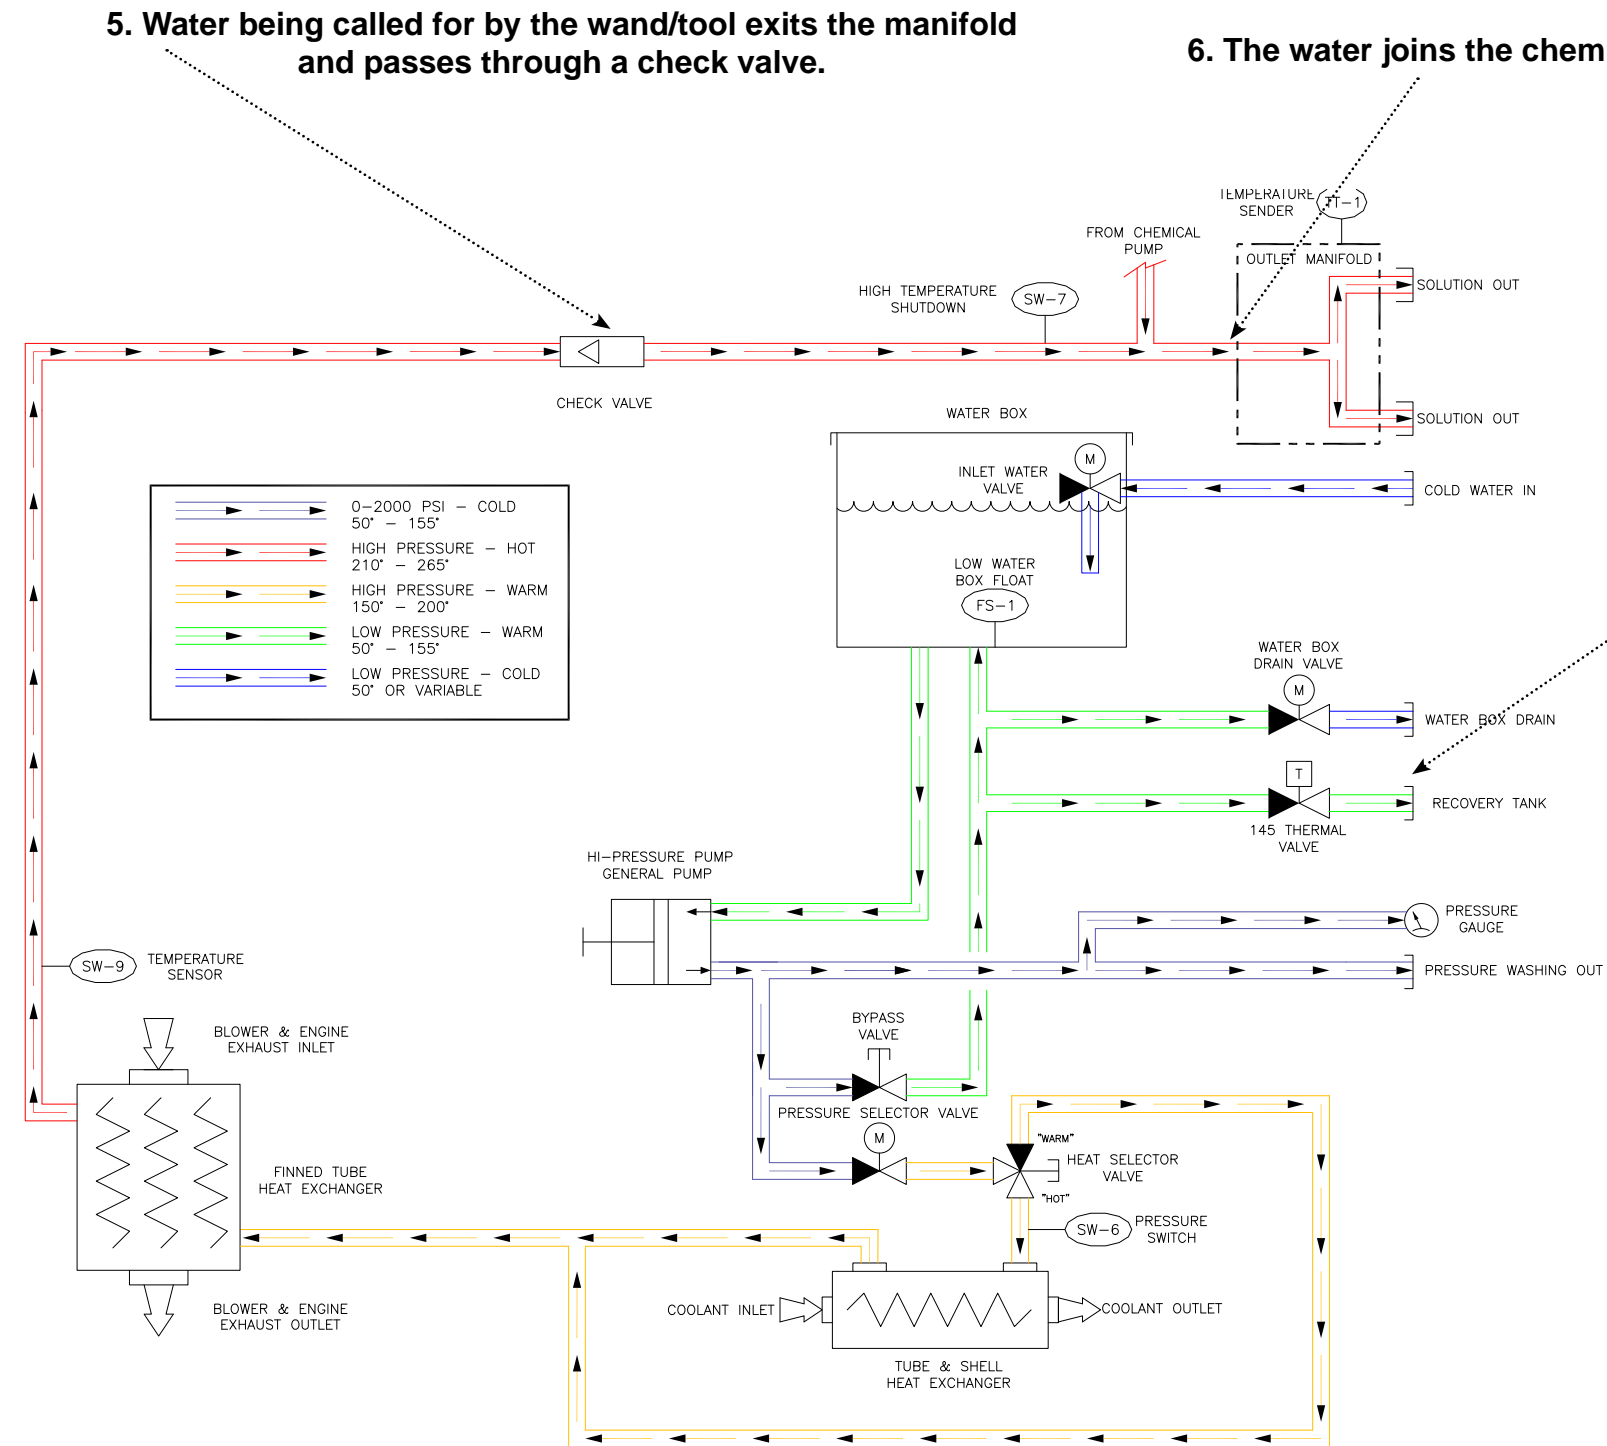 5. Water being called for by the wand/tool exits the manifold
and passes through a check valve.
6. The water joins the chem
TEMPERATURE
SENDER
TT-1
FROM CHEMICAL
PUMP
OUTLET MANIFOLD
HIGH TEMPERATURE
SHUTDOWN
SW-7
SOLUTION OUT
CHECK VALVE
WATER BOX
SOLUTION OUT
M
INLET WATER
VALVE
COLD WATER IN
0-2000 PSI - COLD
50° - 155°
HIGH PRESSURE - HOT
210° - 265°
HIGH PRESSURE - WARM
150° - 200°
LOW PRESSURE - WARM
50° - 155°
LOW PRESSURE - COLD
50° OR VARIABLE
LOW WATER
BOX FLOAT
FS-1
WATER BOX
DRAIN VALVE
M
WATER BOX DRAIN
T
RECOVERY TANK
145 THERMAL
VALVE
HI-PRESSURE PUMP
GENERAL PUMP
PRESSURE
GAUGE
SW-9
TEMPERATURE
SENSOR
PRESSURE WASHING OUT
BYPASS
VALVE
BLOWER & ENGINE
EXHAUST INLET
PRESSURE SELECTOR VALVE
M
"WARM"
HEAT SELECTOR
VALVE
"HOT"
FINNED TUBE
HEAT EXCHANGER
SW-6
PRESSURE
SWITCH
BLOWER & ENGINE
EXHAUST OUTLET
COOLANT INLET
COOLANT OUTLET
TUBE & SHELL
HEAT EXCHANGER